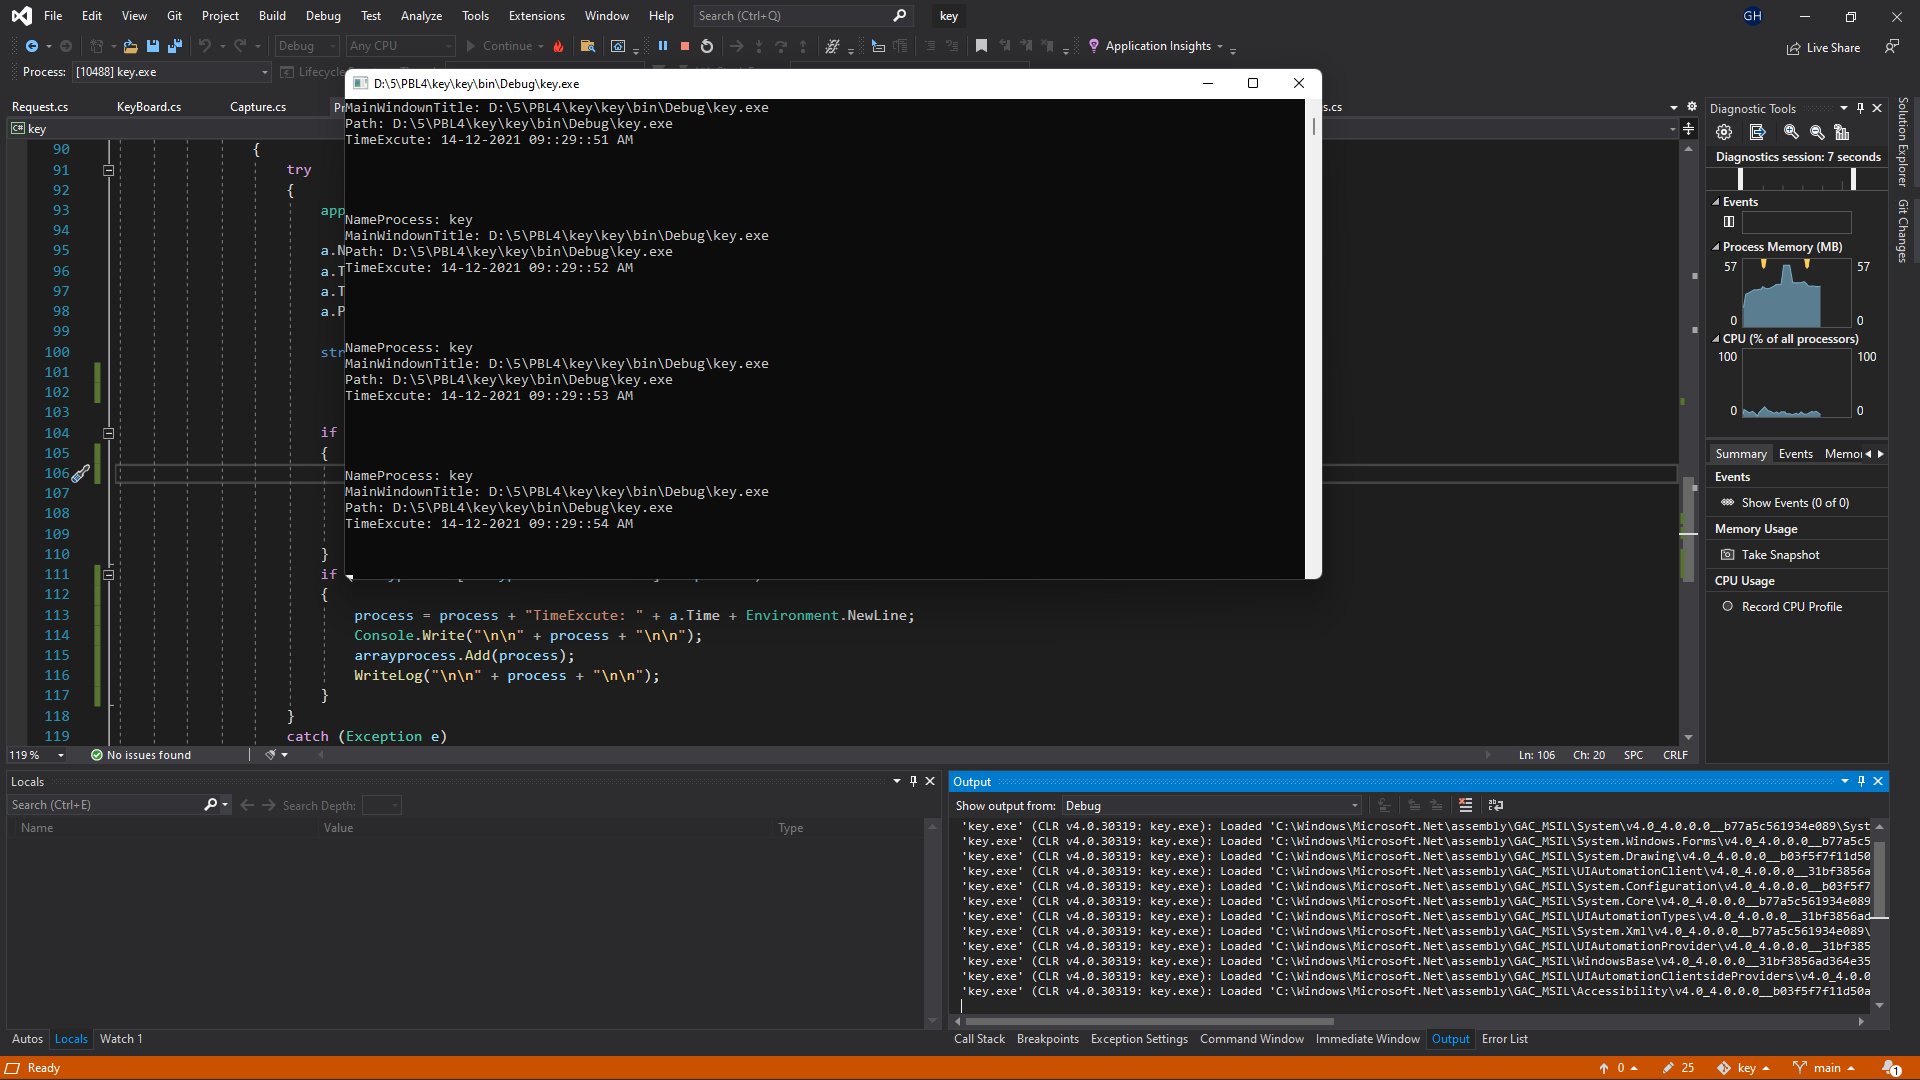 File Edit View Git Project Build Debug Test Analyze Tools Extensions Window Help Search (Ctrl+Q) key GH
Debug Any CPU Continue Application Insights Live Share
Process: [10488] key.exe Lifecycle
Request.cs KeyBoard.cs Capture.cs
key
D:\5\PBL4\key\key\bin\Debug\key.exe
MainWindownTitle: D:\5\PBL4\key\key\bin\Debug\key.exe
Path: D:\5\PBL4\key\key\bin\Debug\key.exe
TimeExcute: 14-12-2021 09::29::51 AM
NameProcess: key
MainWindownTitle: D:\5\PBL4\key\key\bin\Debug\key.exe
Path: D:\5\PBL4\key\key\bin\Debug\key.exe
TimeExcute: 14-12-2021 09::29::52 AM
NameProcess: key
MainWindownTitle: D:\5\PBL4\key\key\bin\Debug\key.exe
Path: D:\5\PBL4\key\key\bin\Debug\key.exe
TimeExcute: 14-12-2021 09::29::53 AM
NameProcess: key
MainWindownTitle: D:\5\PBL4\key\key\bin\Debug\key.exe
Path: D:\5\PBL4\key\key\bin\Debug\key.exe
TimeExcute: 14-12-2021 09::29::54 AM
90 {
91 try
92 {
93 app
94
95 a.N
96 a.T
97 a.T
98 a.P
99
100 str
101
102
103
104 if
105 {
106
107
108
109
110 }
111 if
112 {
113 process = process + "TimeExcute: " + a.Time + Environment.NewLine;
114 Console.Write("\n\n" + process + "\n\n");
115 arrayprocess.Add(process);
116 WriteLog("\n\n" + process + "\n\n");
117 }
118 }
119 catch (Exception e)
119 % No issues found Ln: 106 Ch: 20 SPC CRLF
Diagnostic Tools
Diagnostics session: 7 seconds
Events
Process Memory (MB)
57 57
0 0
CPU (% of all processors)
100 100
0 0
Summary Events Memor
Events
Show Events (0 of 0)
Memory Usage
Take Snapshot
CPU Usage
Record CPU Profile
Solution Explorer
Git Changes
Locals
Search (Ctrl+E) Search Depth:
Name Value Type
Autos Locals Watch 1
Output
Show output from: Debug
'key.exe' (CLR v4.0.30319: key.exe): Loaded 'C:\Windows\Microsoft.Net\assembly\GAC_MSIL\System\v4.0_4.0.0.0__b77a5c561934e089\Syst
'key.exe' (CLR v4.0.30319: key.exe): Loaded 'C:\Windows\Microsoft.Net\assembly\GAC_MSIL\System.Windows.Forms\v4.0_4.0.0.0__b77a5c5
'key.exe' (CLR v4.0.30319: key.exe): Loaded 'C:\Windows\Microsoft.Net\assembly\GAC_MSIL\System.Drawing\v4.0_4.0.0.0__b03f5f7f11d50
'key.exe' (CLR v4.0.30319: key.exe): Loaded 'C:\Windows\Microsoft.Net\assembly\GAC_MSIL\UIAutomationClient\v4.0_4.0.0.0__31bf3856a
'key.exe' (CLR v4.0.30319: key.exe): Loaded 'C:\Windows\Microsoft.Net\assembly\GAC_MSIL\System.Configuration\v4.0_4.0.0.0__b03f5f7
'key.exe' (CLR v4.0.30319: key.exe): Loaded 'C:\Windows\Microsoft.Net\assembly\GAC_MSIL\System.Core\v4.0_4.0.0.0__b77a5c561934e089
'key.exe' (CLR v4.0.30319: key.exe): Loaded 'C:\Windows\Microsoft.Net\assembly\GAC_MSIL\UIAutomationTypes\v4.0_4.0.0.0__31bf3856ad
'key.exe' (CLR v4.0.30319: key.exe): Loaded 'C:\Windows\Microsoft.Net\assembly\GAC_MSIL\System.Xml\v4.0_4.0.0.0__b77a5c561934e089\
'key.exe' (CLR v4.0.30319: key.exe): Loaded 'C:\Windows\Microsoft.Net\assembly\GAC_MSIL\UIAutomationProvider\v4.0_4.0.0.0__31bf385
'key.exe' (CLR v4.0.30319: key.exe): Loaded 'C:\Windows\Microsoft.Net\assembly\GAC_MSIL\WindowsBase\v4.0_4.0.0.0__31bf3856ad364e35
'key.exe' (CLR v4.0.30319: key.exe): Loaded 'C:\Windows\Microsoft.Net\assembly\GAC_MSIL\UIAutomationClientsideProviders\v4.0_4.0.0
'key.exe' (CLR v4.0.30319: key.exe): Loaded 'C:\Windows\Microsoft.Net\assembly\GAC_MSIL\Accessibility\v4.0_4.0.0.0__b03f5f7f11d50a
Call Stack Breakpoints Exception Settings Command Window Immediate Window Output Error List
Ready 0 25 key main 1